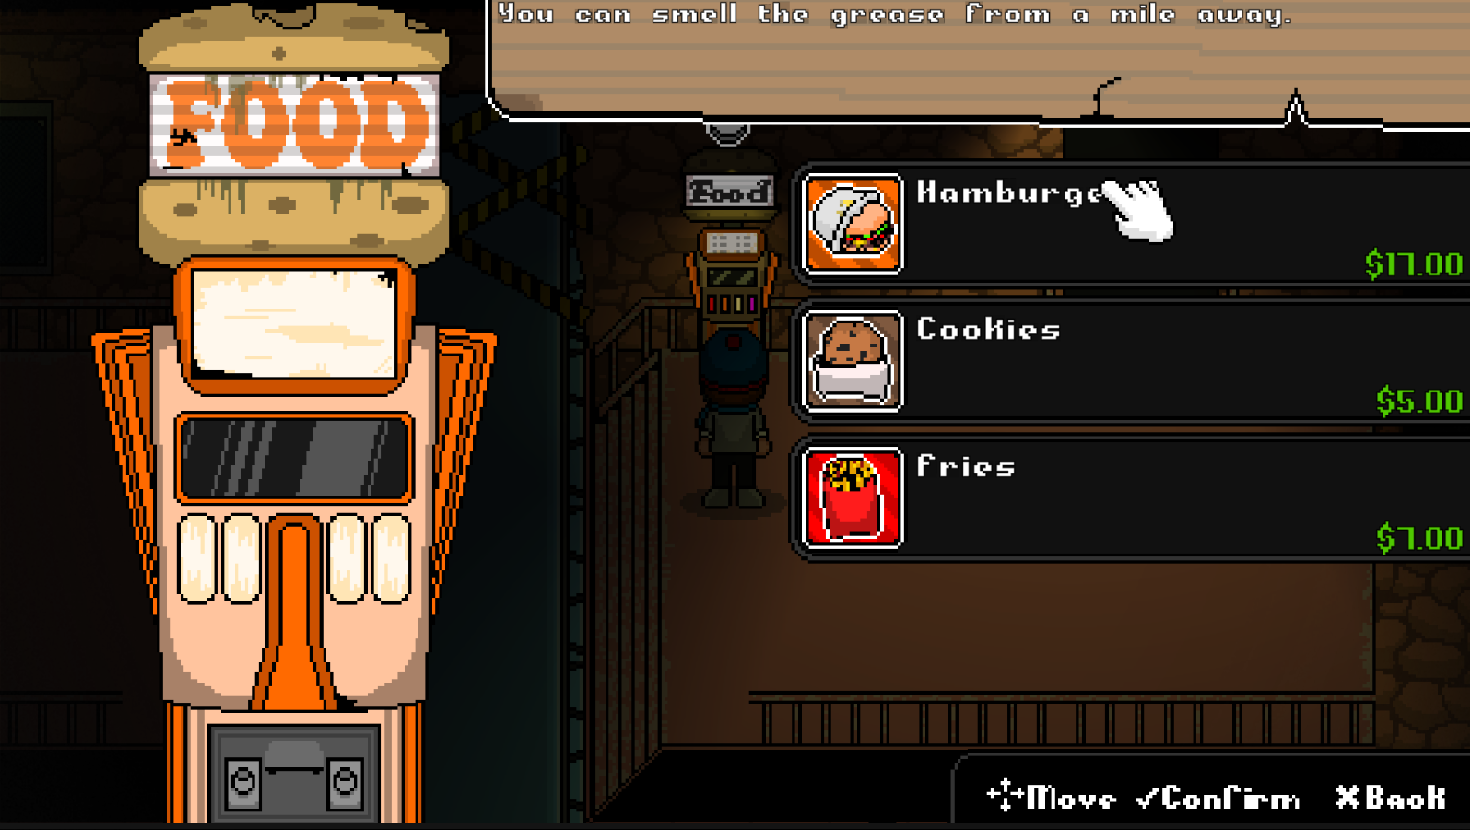 You can smell the grease from a mile away.
FOOD
Food
Hamburge
$17.00
Cookies
$5.00
Fries
$7.00
Move ✓Confirm ✕Back